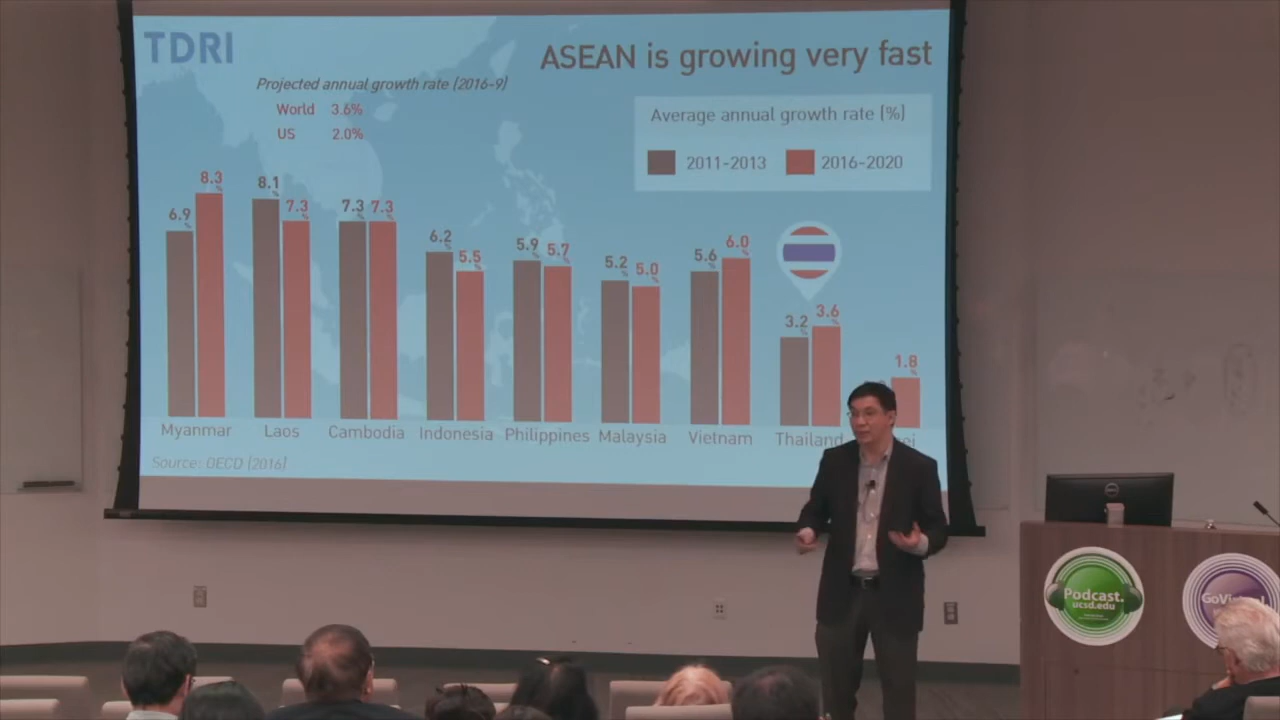 TDRI
ASEAN is growing very fast
Projected annual growth rate (2016-9)
World 3.6%
US 2.0%
Average annual growth rate (%)
2011-2013 2016-2020
6.9 % 8.3 %
8.1 % 7.3 %
7.3 % 7.3 %
6.2 % 5.5 %
5.9 % 5.7 %
5.2 % 5.0 %
5.6 % 6.0 %
3.2 % 3.6 %
1.8 %
Myanmar Laos Cambodia Indonesia Philippines Malaysia Vietnam Thailand
Source: OECD (2016)
DELL
Podcast.
ucsd.edu